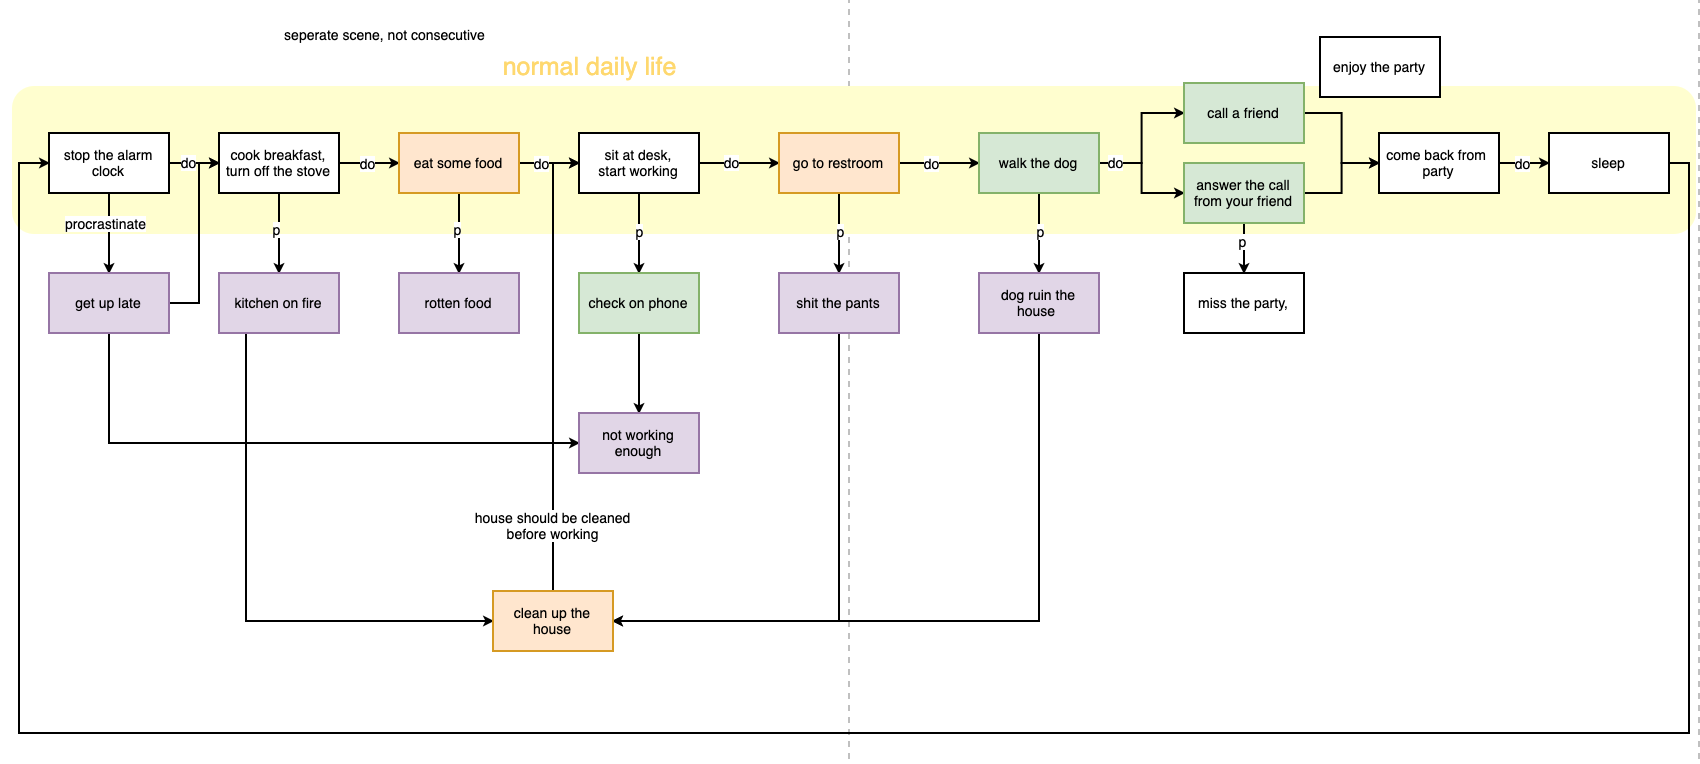 seperate scene, not consecutive
normal daily life
enjoy the party
call a friend
stop the alarm
clock
do
cook breakfast,
turn off the stove
do
eat some food
do
sit at desk,
start working
do
go to restroom
do
walk the dog
do
answer the call
from your friend
come back from
party
do
sleep
procrastinate
p
p
p
p
p
p
get up late
kitchen on fire
rotten food
check on phone
shit the pants
dog ruin the
house
miss the party,
not working
enough
house should be cleaned
before working
clean up the
house